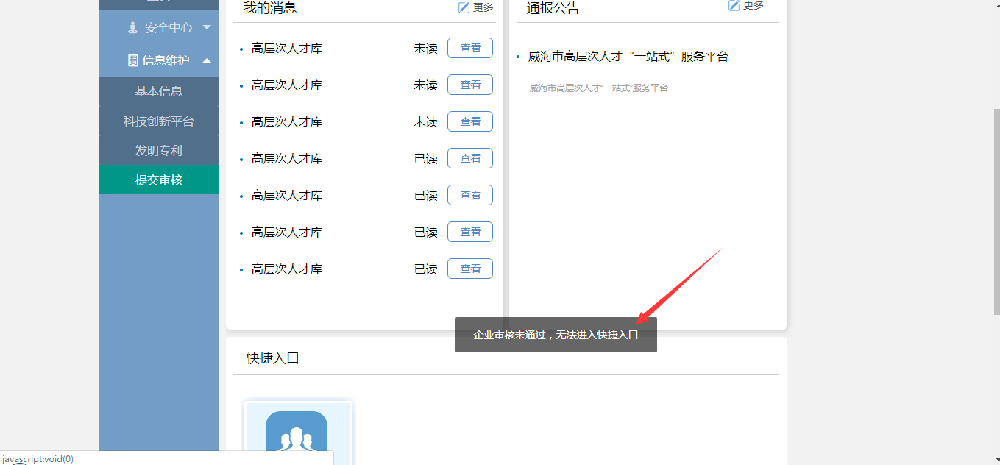 安全中心
信息维护
基本信息
科技创新平台
发明专利
提交审核
我的消息
更多
高层次人才库 未读 查看
高层次人才库 未读 查看
高层次人才库 未读 查看
高层次人才库 已读 查看
高层次人才库 已读 查看
高层次人才库 已读 查看
高层次人才库 已读 查看
通报公告
更多
威海市高层次人才“一站式”服务平台
威海市高层次人才“一站式”服务平台
企业审核未通过，无法进入快捷入口
快捷入口
javascript:void(0)